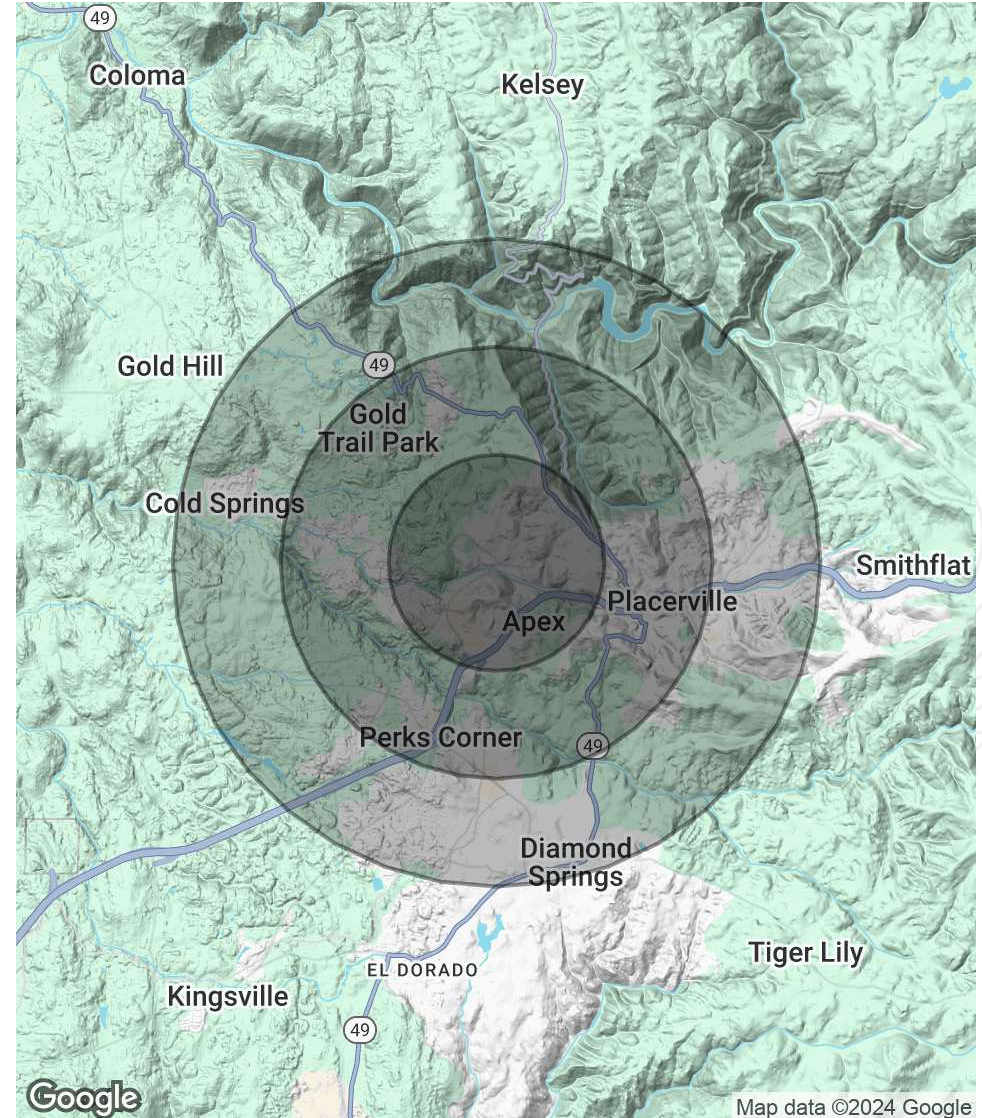 49
Coloma
Kelsey
Gold Hill
49
Gold
Trail Park
Cold Springs
Smithflat
Placerville
Apex
Perks Corner
49
Diamond
Springs
Tiger Lily
EL DORADO
Kingsville
49
Google
Map data ©2024 Google